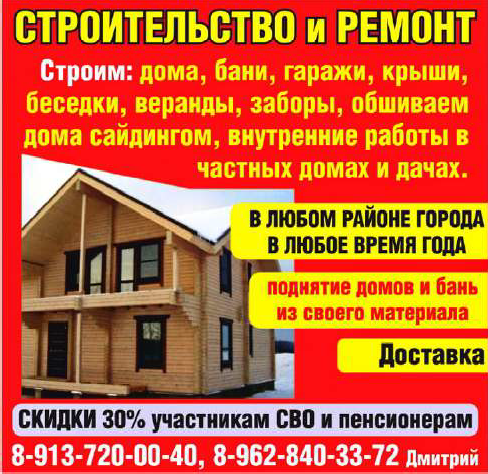 СТРОИТЕЛЬСТВО и РЕМОНТ
Строим: дома, бани, гаражи, крыши,
беседки, веранды, заборы, обшиваем
дома сайдингом, внутренние работы в
частных домах и дачах.
В ЛЮБОМ РАЙОНЕ ГОРОДА
В ЛЮБОЕ ВРЕМЯ ГОДА
поднятие домов и бань
из своего материала
Доставка
СКИДКИ 30% участникам СВО и пенсионерам
8-913-720-00-40, 8-962-840-33-72 Дмитрий